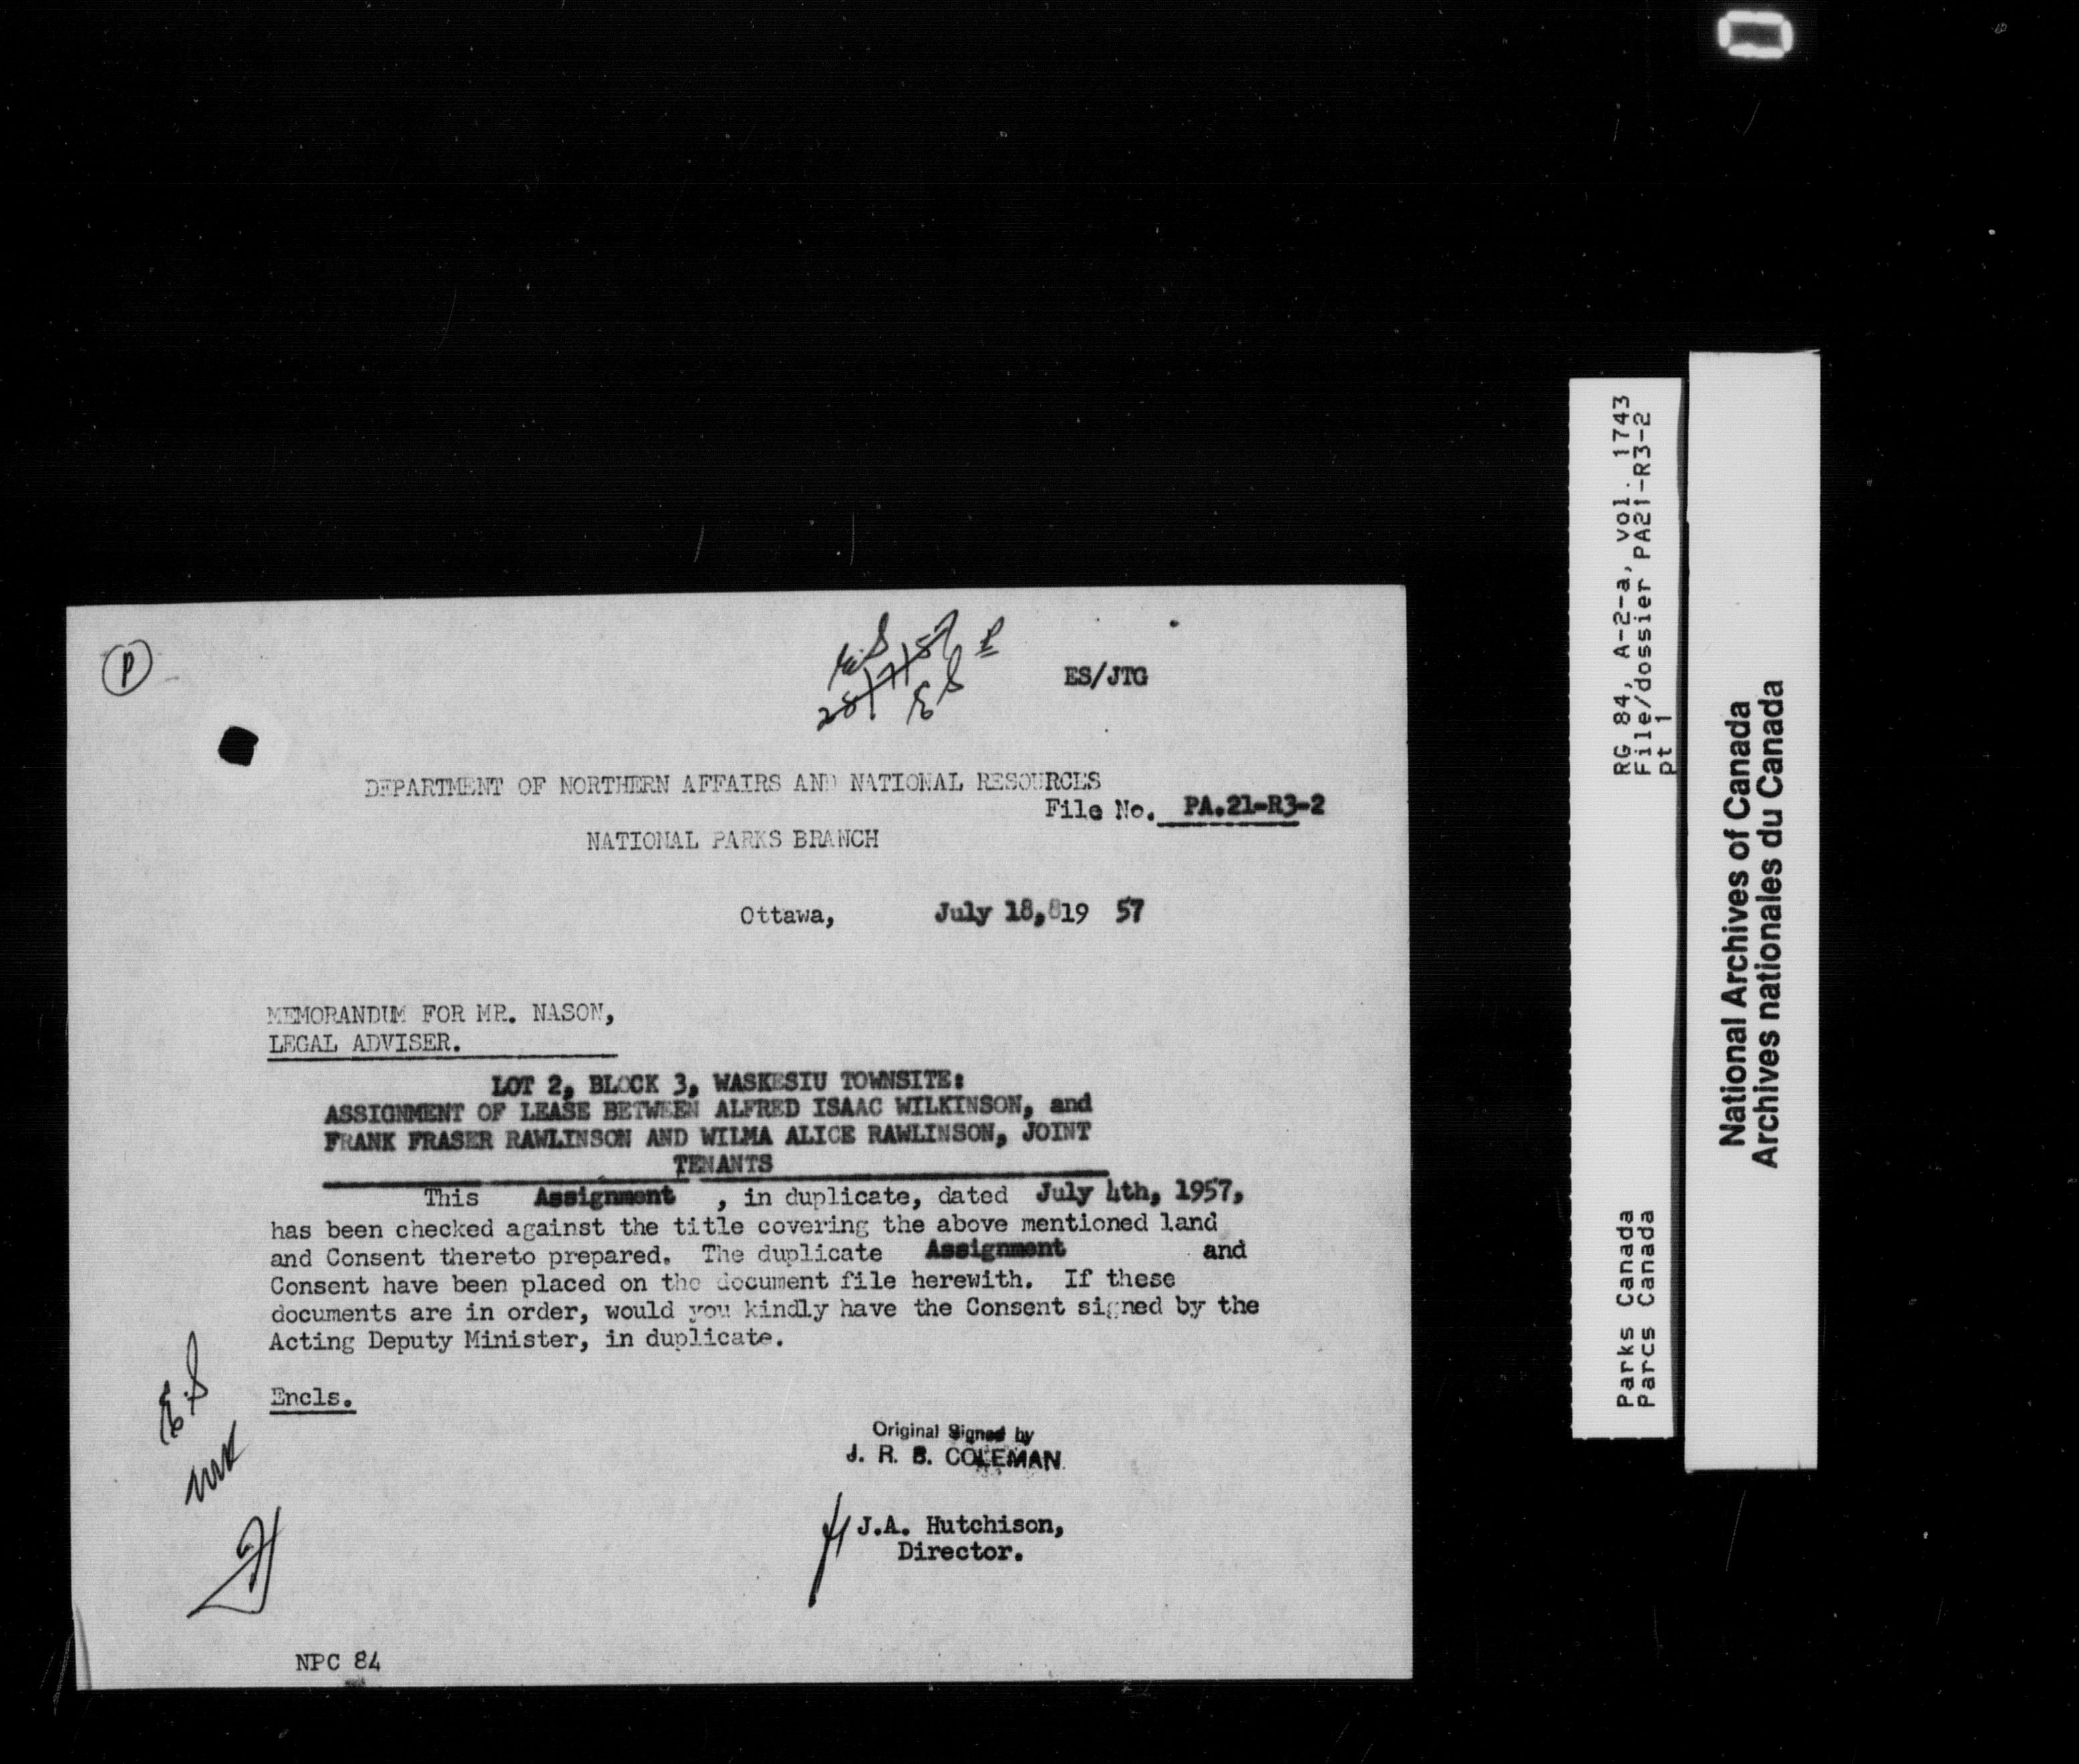 P
E.S
28/7/57
P
ES
ES/JTG
DEPARTMENT OF NORTHERN AFFAIRS AND NATIONAL RESOURCES
File No. PA.21-R3-2
NATIONAL PARKS BRANCH
Ottawa, July 18,819 57
MEMORANDUM FOR MR. NASON,
LEGAL ADVISER.
LOT 2, BLOCK 3, WASKESIU TOWNSITE:
ASSIGNMENT OF LEASE BETWEEN ALFRED ISAAC WILKINSON, and
FRANK FRASER RAWLINSON AND WILMA ALICE RAWLINSON, JOINT
TENANTS
This Assignment , in duplicate, dated July 4th, 1957,
has been checked against the title covering the above mentioned land
and Consent thereto prepared. The duplicate Assignment and
Consent have been placed on the document file herewith. If these
documents are in order, would you kindly have the Consent signed by the
Acting Deputy Minister, in duplicate.
E.S
Encls.
Original Signed by
J. R. B. COLEMAN
J.A. Hutchison,
Director.
NPC 84
RG 84, A-2-a, vol. 1743
File/dossier PA21-R3-2
pt 1
Parks Canada
Parcs Canada
National Archives of Canada
Archives nationales du Canada